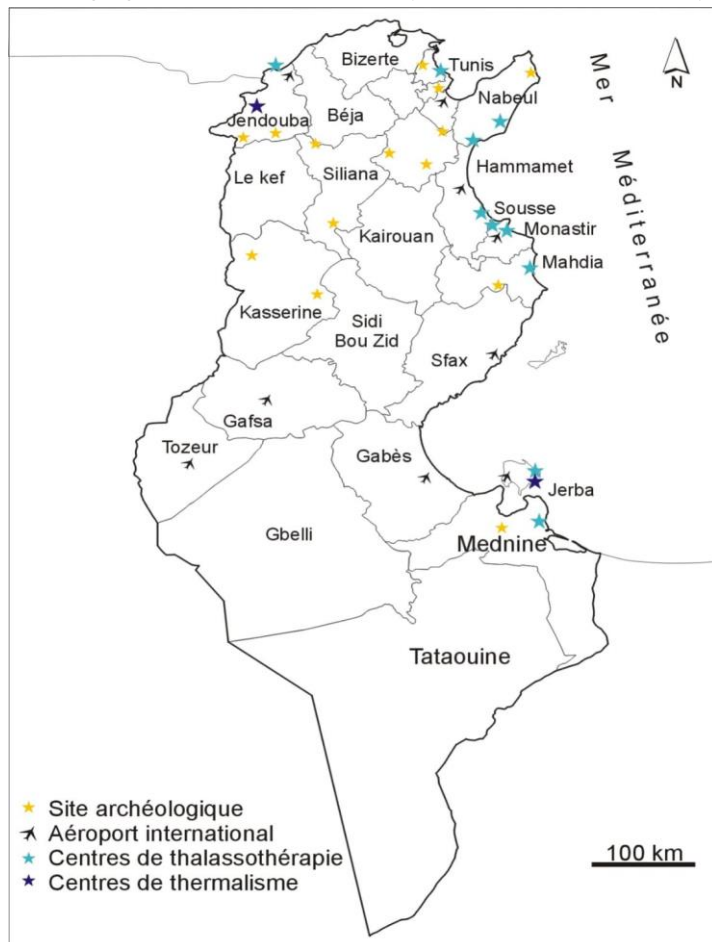 Bizerte
Tunis
Mer Méditerranée
N
Nabeul
Jendouba
Béja
Hammamet
Le kef
Siliana
Sousse
Kairouan
Monastir
Mahdia
Kasserine
Sidi
Bou Zid
Sfax
Gafsa
Tozeur
Gabès
Jerba
Gbelli
Mednine
Tataouine
Site archéologique
Aéroport international
Centres de thalassothérapie
Centres de thermalisme
100 km